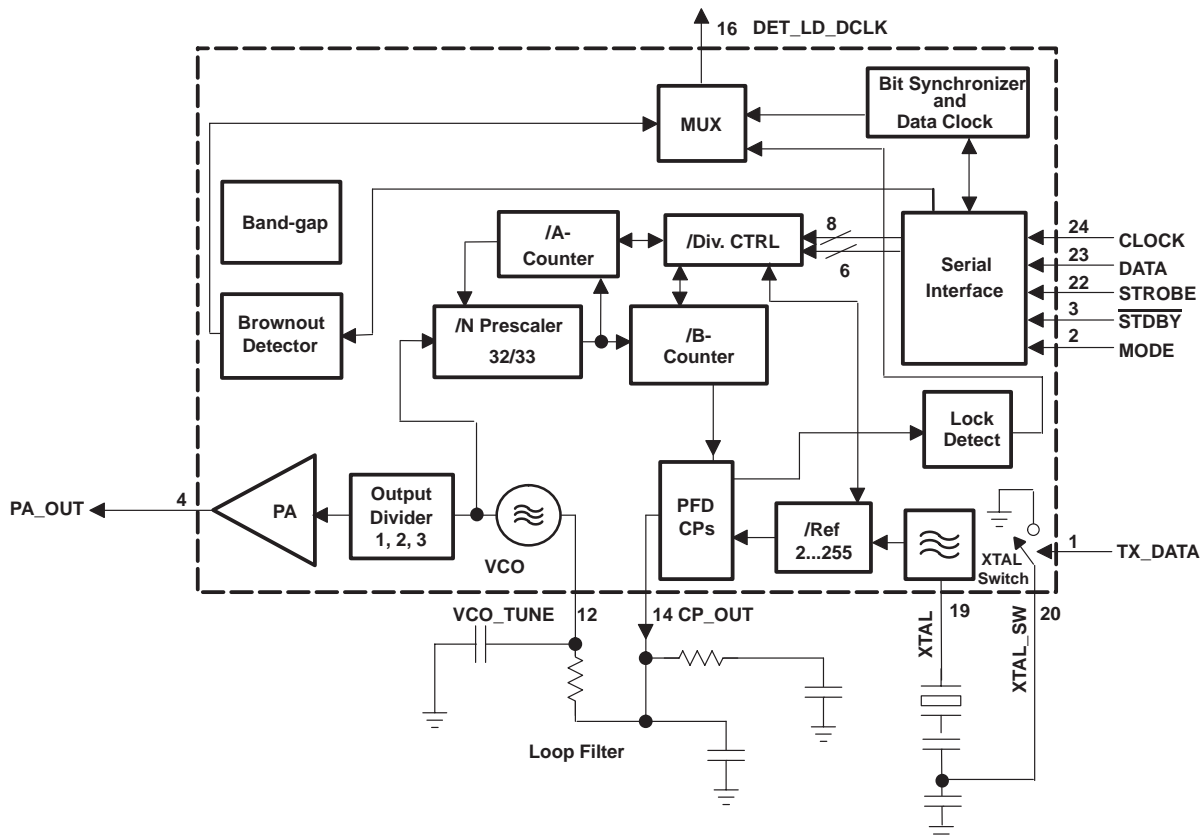 16 DET_LD_DCLK
Bit Synchronizer
and
Data Clock
MUX
Band-gap
/A-
Counter
/Div. CTRL
8
6
Serial
Interface
24
CLOCK
23
DATA
22
STROBE
3
STDBY
2
MODE
Brownout
Detector
/N Prescaler
32/33
/B-
Counter
Lock
Detect
PA_OUT
4
PA
Output
Divider
1, 2, 3
VCO
PFD
CPs
/Ref
2...255
XTAL
Switch
1
TX_DATA
VCO_TUNE
12
14 CP_OUT
XTAL
19
XTAL_SW
20
Loop Filter